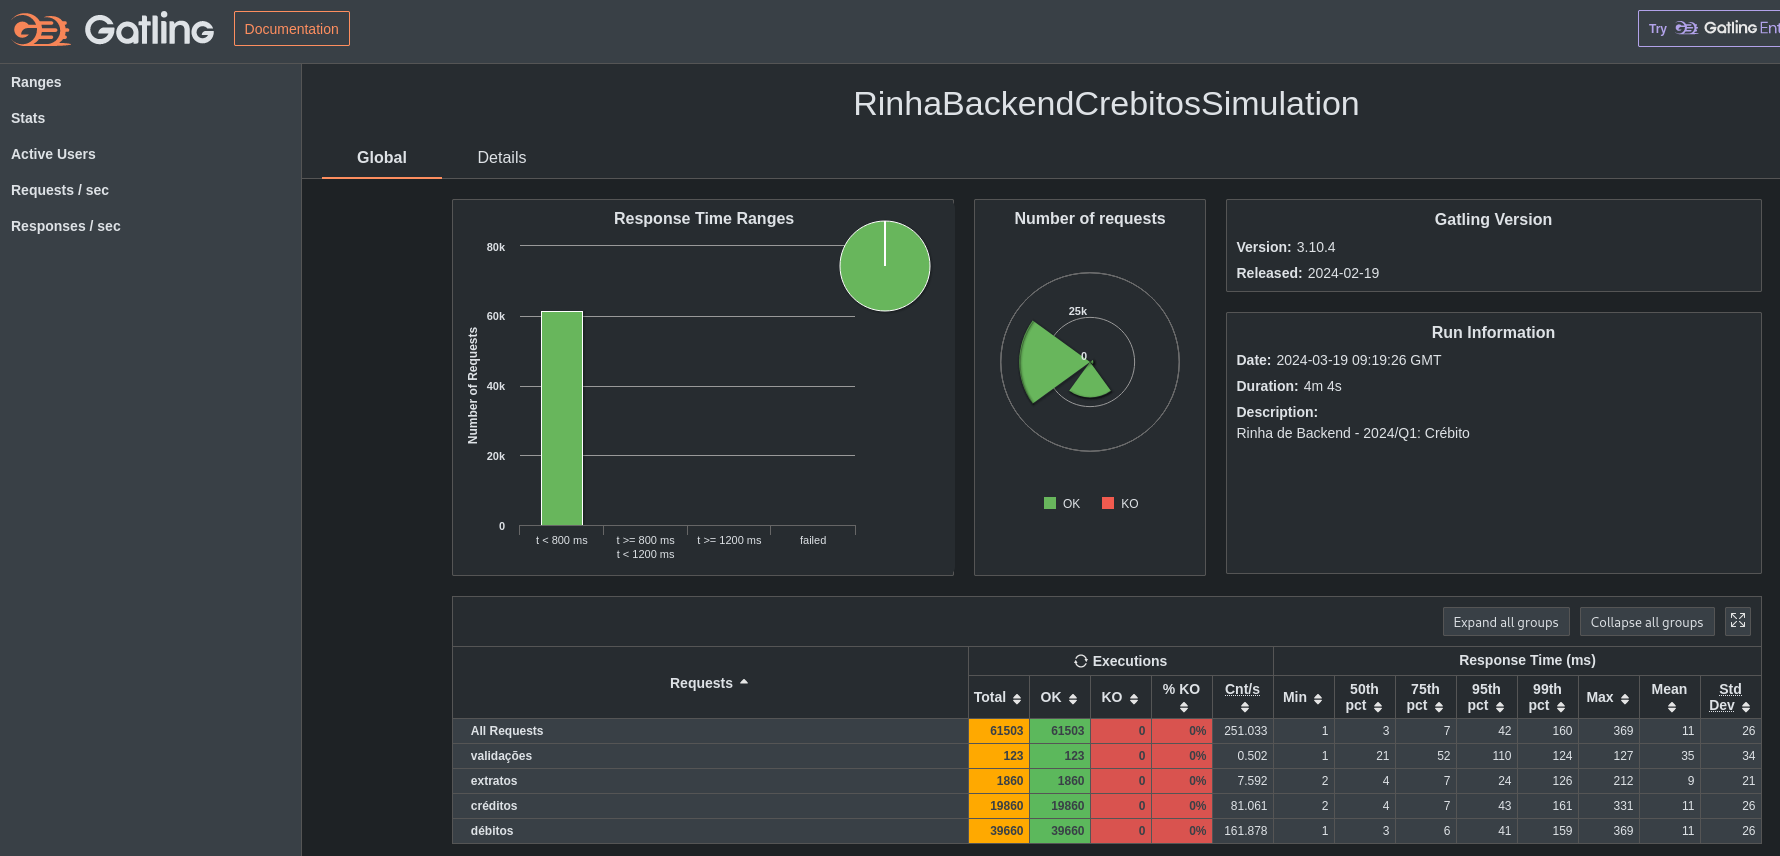 Gatling
Documentation
Try Gatling Ent
Ranges
Stats
Active Users
Requests / sec
Responses / sec
RinhaBackendCrebitosSimulation
Global Details
Response Time Ranges
80k
60k
40k
20k
0
Number of Requests
t < 800 ms
t >= 800 ms
t < 1200 ms
t >= 1200 ms
failed
Number of requests
25k
0
OK KO
Gatling Version
Version: 3.10.4
Released: 2024-02-19
Run Information
Date: 2024-03-19 09:19:26 GMT
Duration: 4m 4s
Description:
Rinha de Backend - 2024/Q1: Crébito
Expand all groups Collapse all groups
Requests Executions Response Time (ms)
Total OK KO % KO Cnt/s Min 50th pct 75th pct 95th pct 99th pct Max Mean Std Dev
All Requests 61503 61503 0 0% 251.033 1 3 7 42 160 369 11 26
validações 123 123 0 0% 0.502 1 21 52 110 124 127 35 34
extratos 1860 1860 0 0% 7.592 2 4 7 24 126 212 9 21
créditos 19860 19860 0 0% 81.061 2 4 7 43 161 331 11 26
débitos 39660 39660 0 0% 161.878 1 3 6 41 159 369 11 26